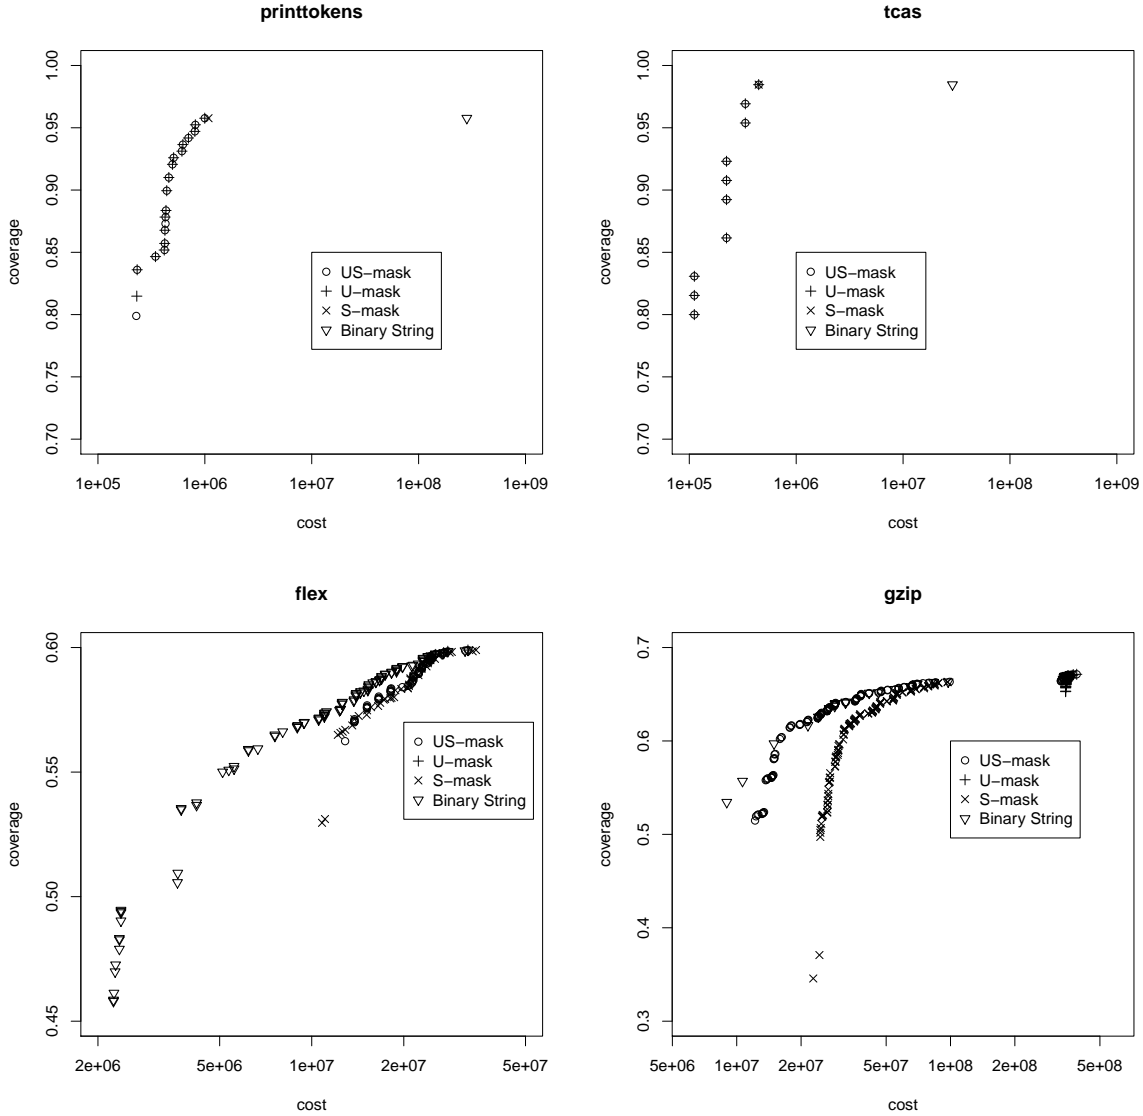 printtokens
coverage
1.00
0.95
0.90
0.85
0.80
0.75
0.70
US−mask
U−mask
S−mask
Binary String
1e+05
1e+06
1e+07
1e+08
1e+09
cost
tcas
coverage
1.00
0.95
0.90
0.85
0.80
0.75
0.70
US−mask
U−mask
S−mask
Binary String
1e+05
1e+06
1e+07
1e+08
1e+09
cost
flex
coverage
0.60
0.55
0.50
0.45
US−mask
U−mask
S−mask
Binary String
2e+06
5e+06
1e+07
2e+07
5e+07
cost
gzip
coverage
0.7
0.6
0.5
0.4
0.3
US−mask
U−mask
S−mask
Binary String
5e+06
1e+07
2e+07
5e+07
1e+08
2e+08
5e+08
cost